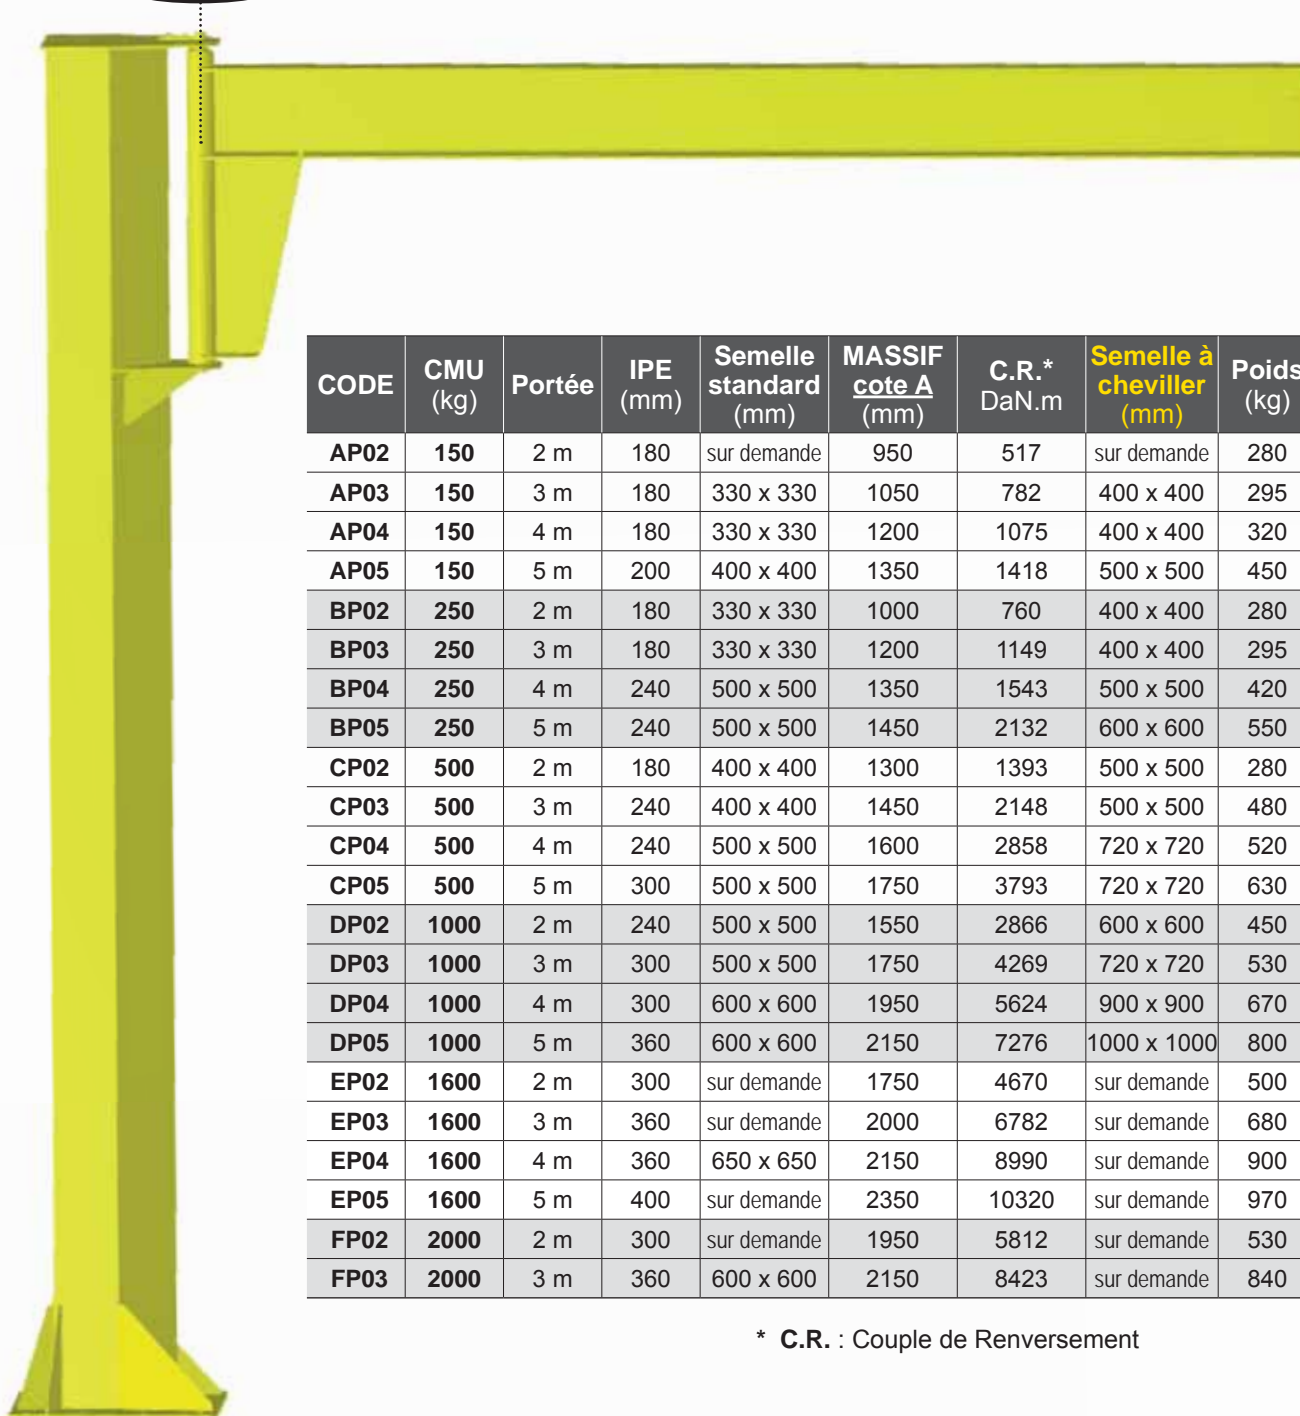 CODE CMU (kg) Portée IPE (mm) Semelle standard (mm) MASSIF cote A (mm) C.R.* DaN.m Semelle à cheviller (mm) Poids (kg)
AP02 150 2 m 180 sur demande 950 517 sur demande 280
AP03 150 3 m 180 330 x 330 1050 782 400 x 400 295
AP04 150 4 m 180 330 x 330 1200 1075 400 x 400 320
AP05 150 5 m 200 400 x 400 1350 1418 500 x 500 450
BP02 250 2 m 180 330 x 330 1000 760 400 x 400 280
BP03 250 3 m 180 330 x 330 1200 1149 400 x 400 295
BP04 250 4 m 240 500 x 500 1350 1543 500 x 500 420
BP05 250 5 m 240 500 x 500 1450 2132 600 x 600 550
CP02 500 2 m 180 400 x 400 1300 1393 500 x 500 280
CP03 500 3 m 240 400 x 400 1450 2148 500 x 500 480
CP04 500 4 m 240 500 x 500 1600 2858 720 x 720 520
CP05 500 5 m 300 500 x 500 1750 3793 720 x 720 630
DP02 1000 2 m 240 500 x 500 1550 2866 600 x 600 450
DP03 1000 3 m 300 500 x 500 1750 4269 720 x 720 530
DP04 1000 4 m 300 600 x 600 1950 5624 900 x 900 670
DP05 1000 5 m 360 600 x 600 2150 7276 1000 x 1000 800
EP02 1600 2 m 300 sur demande 1750 4670 sur demande 500
EP03 1600 3 m 360 sur demande 2000 6782 sur demande 680
EP04 1600 4 m 360 650 x 650 2150 8990 sur demande 900
EP05 1600 5 m 400 sur demande 2350 10320 sur demande 970
FP02 2000 2 m 300 sur demande 1950 5812 sur demande 530
FP03 2000 3 m 360 600 x 600 2150 8423 sur demande 840
* C.R. : Couple de Renversement